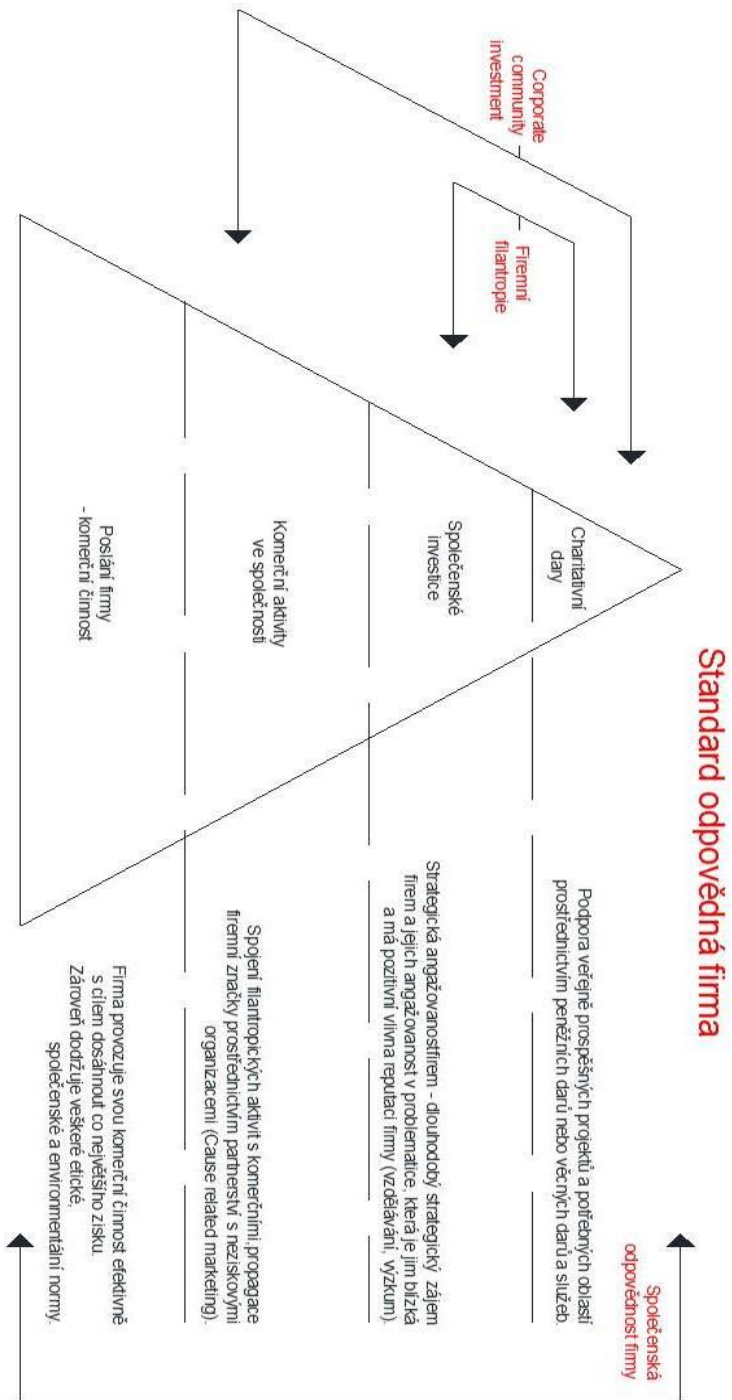 Standard odpovědná firma
Společenská
odpovědnost firmy
Corporate
community
investment
Firemní
filantropie
Charitativní
dary
Podpora veřejně prospěšných projektů a potřebných oblastí
prostřednictvím peněžních darů nebo věcných darů a služeb.
Společenské
investice
Strategická angažovanostfirem - dlouhodobý strategický zájem
firem a jejich angažovanost v problematice, která je jim blízká
a má pozitivní vlivna reputaci firmy (vzdělávání, výzkum).
Komerční aktivity
ve společnosti
Spojení filantropických aktivit s komerčními,propagace
firemní značky prostřednictvím partnerství s neziskovými
organizacemi (Cause related marketing).
Poslání firmy
- komerční činnost
Firma provozuje svou komerční činnost efektivně
s cílem dosáhnout co největšího zisku.
Zároveň dodržuje veškeré etické,
společenské a environmentální normy.